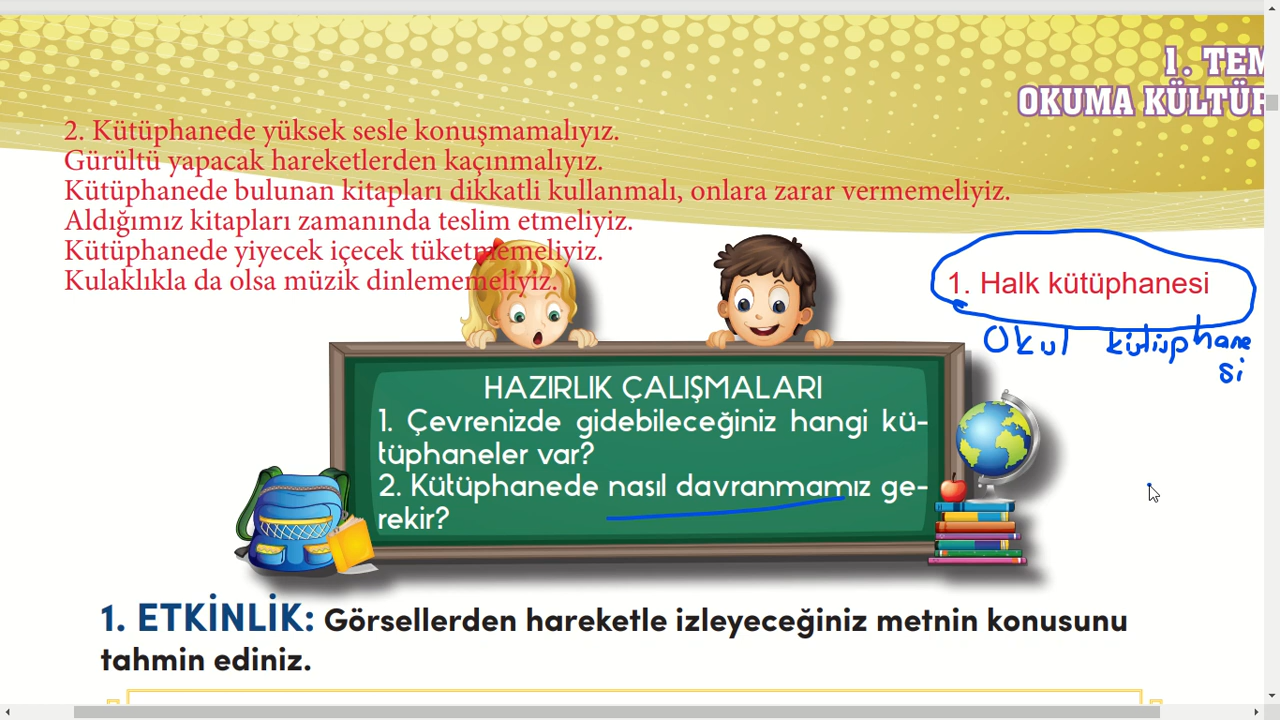 1. TEM
OKUMA KÜLTÜR
2. Kütüphanede yüksek sesle konuşmamalıyız.
Gürültü yapacak hareketlerden kaçınmalıyız.
Kütüphanede bulunan kitapları dikkatli kullanmalı, onlara zarar vermemeliyiz.
Aldığımız kitapları zamanında teslim etmeliyiz.
Kütüphanede yiyecek içecek tüketmemeliyiz.
Kulaklıkla da olsa müzik dinlememeliyiz.
1. Halk kütüphanesi
Okul kütüphane
si
HAZIRLIK ÇALIŞMALARI
1. Çevrenizde gidebileceğiniz hangi kü-
tüphaneler var?
2. Kütüphanede nasıl davranmamız ge-
rekir?
1. ETKİNLİK: Görsellerden hareketle izleyeceğiniz metnin konusunu
tahmin ediniz.